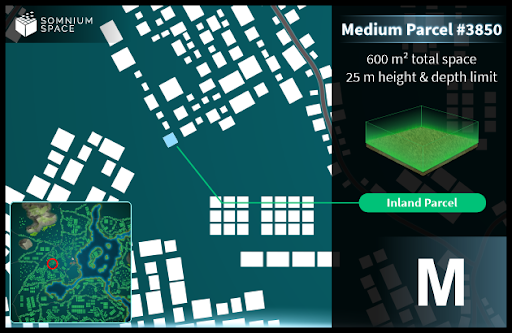 SOMNIUM
SPACE
Medium Parcel #3850
600 m² total space
25 m height & depth limit
Inland Parcel
M